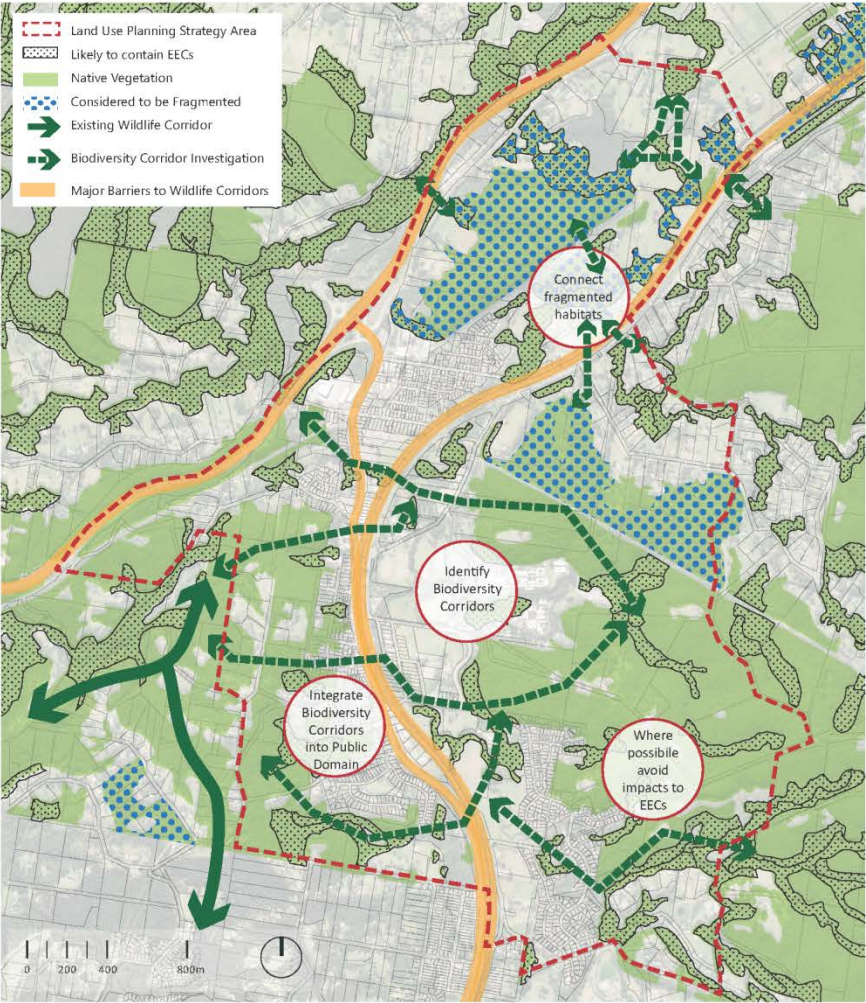 Land Use Planning Strategy Area
Likely to contain EECs
Native Vegetation
Considered to be Fragmented
Existing Wildlife Corridor
Biodiversity Corridor Investigation
Major Barriers to Wildlife Corridors
Connect
fragmented
habitats
Identify
Biodiversity
Corridors
Integrate
Biodiversity
Corridors
into Public
Domain
Where
possibile
avoid
impacts to
EECs
0 200 400 800m